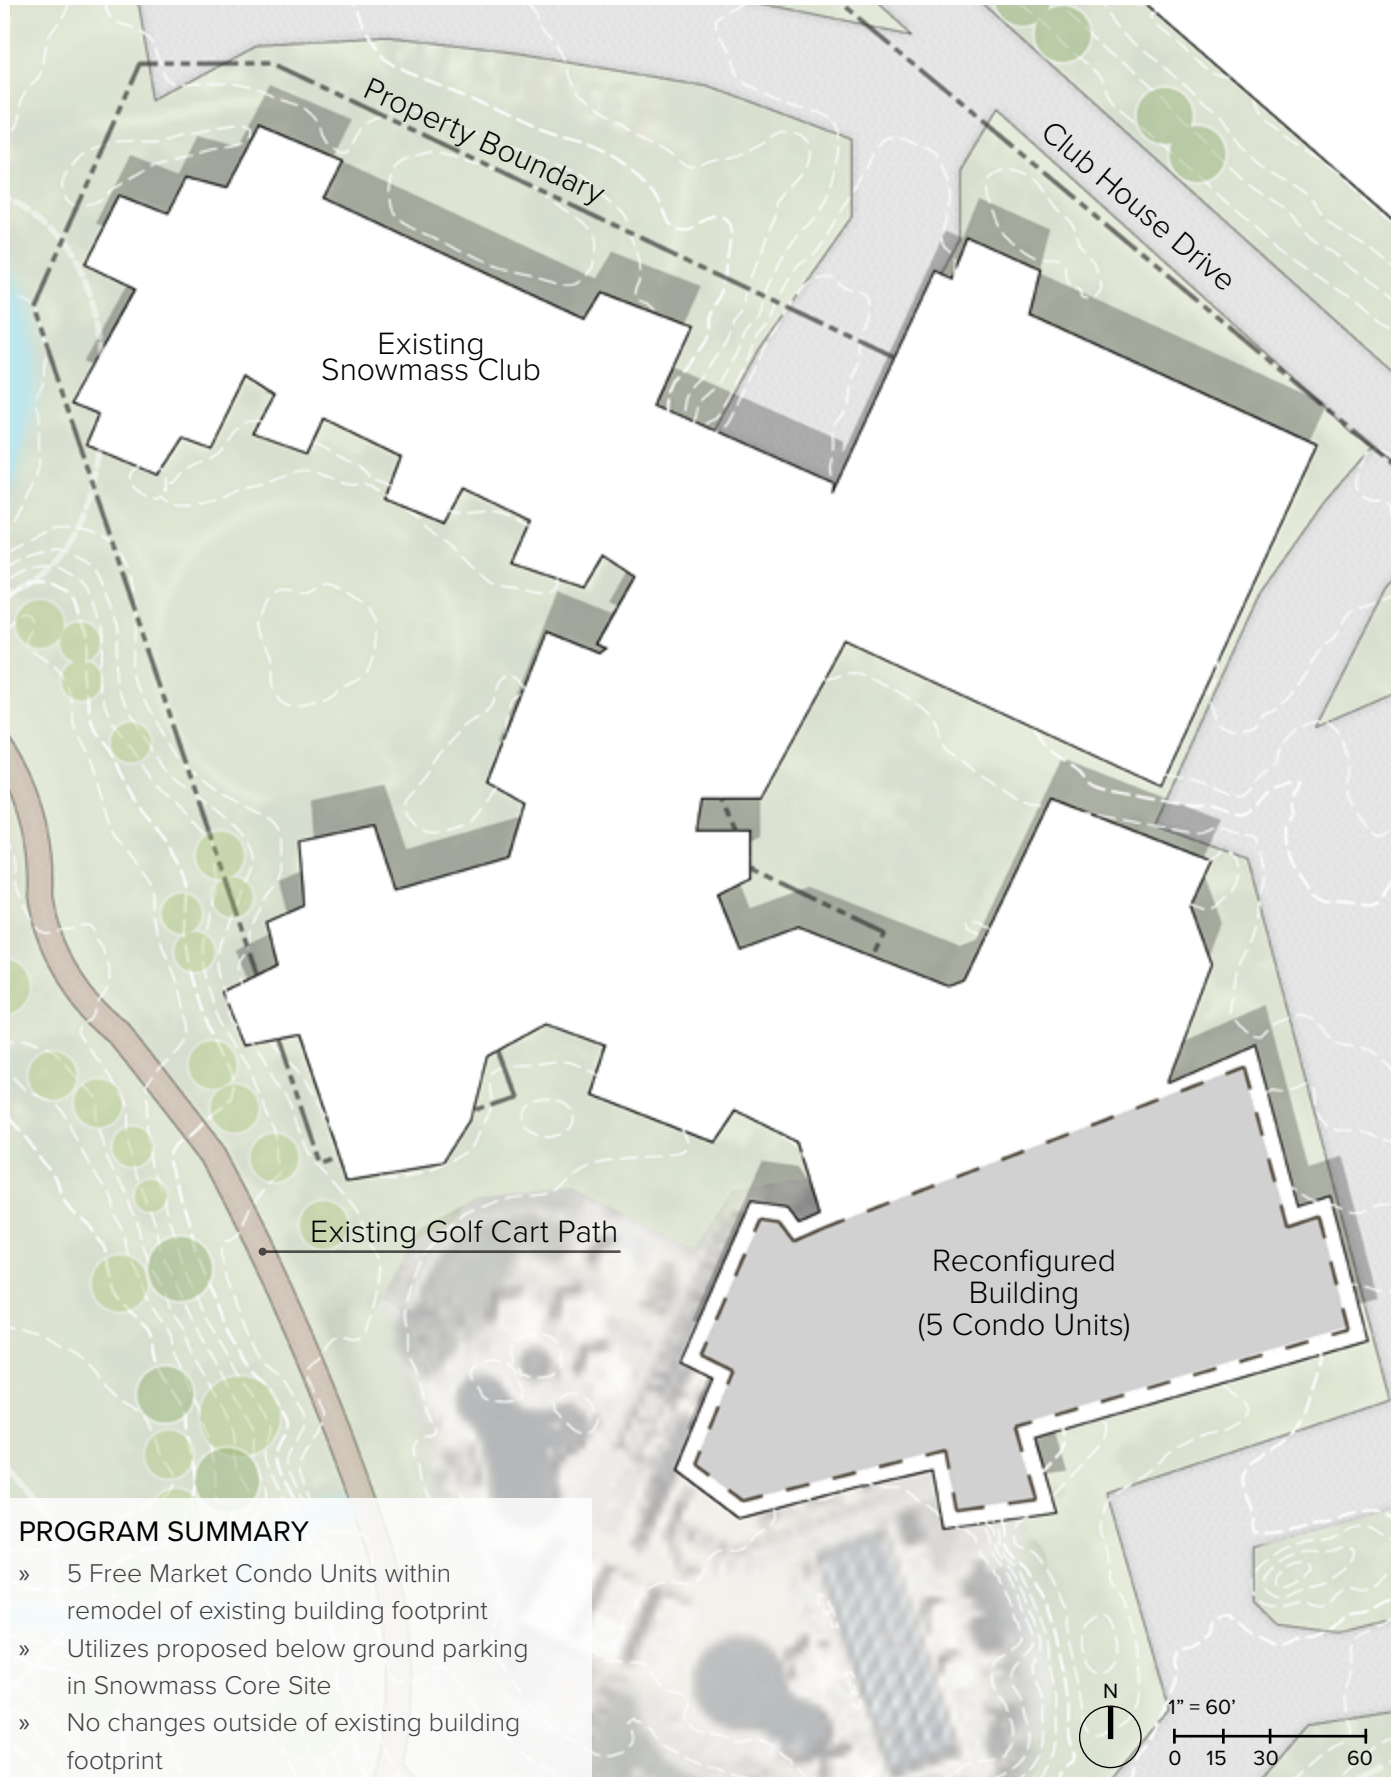 Property Boundary
Club House Drive
Existing
Snowmass Club
Existing Golf Cart Path
Reconfigured
Building
(5 Condo Units)
PROGRAM SUMMARY
» 5 Free Market Condo Units within
remodel of existing building footprint
» Utilizes proposed below ground parking
in Snowmass Core Site
» No changes outside of existing building
footprint
N
1” = 60’
0 15 30 60